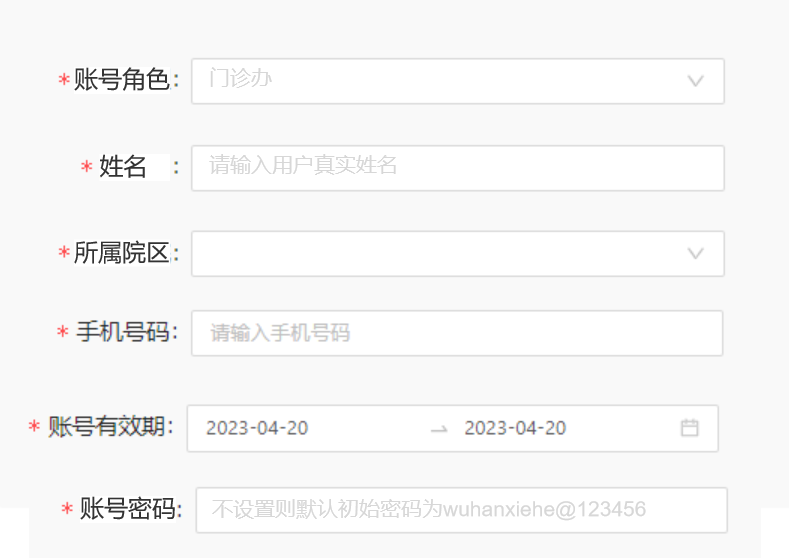 *账号角色: 门诊办
* 姓名 : 请输入用户真实姓名
*所属院区:
* 手机号码: 请输入手机号码
* 账号有效期: 2023-04-20 → 2023-04-20
* 账号密码: 不设置则默认初始密码为wuhanxiehe@123456